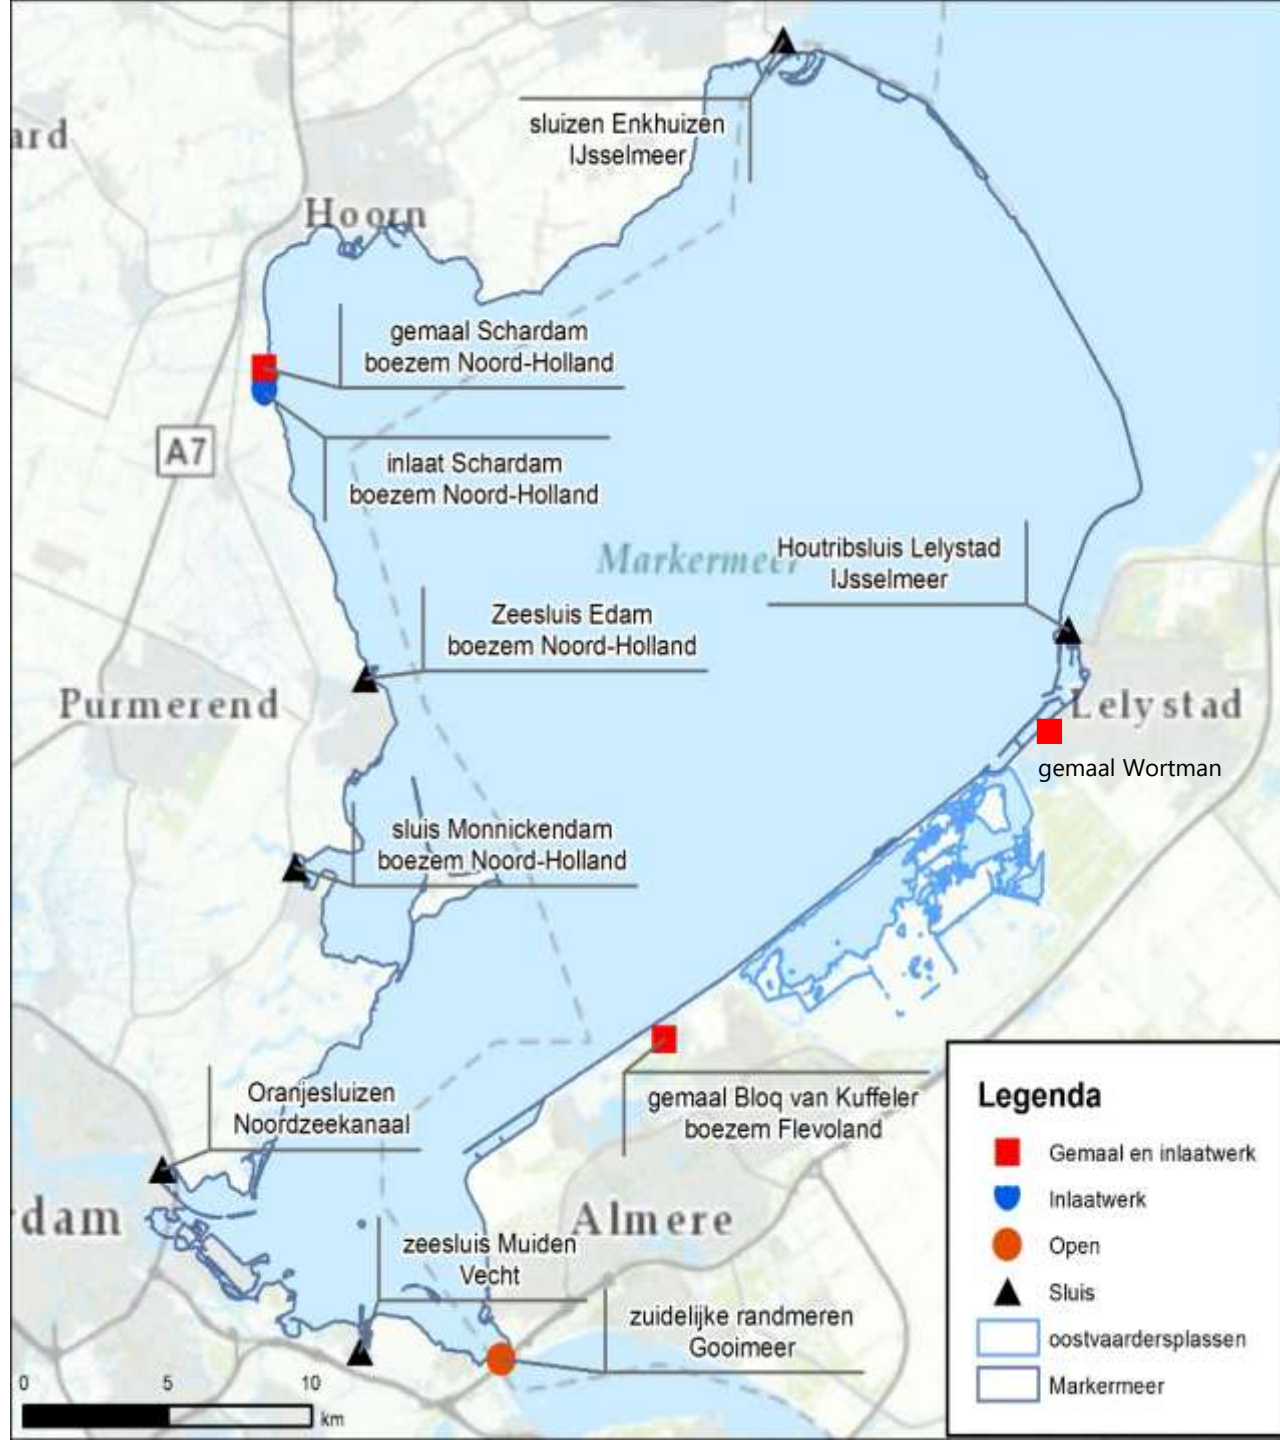 ard
sluizen Enkhuizen
IJsselmeer
Hoorn
gemaal Schardam
boezem Noord-Holland
A7
inlaat Schardam
boezem Noord-Holland
Markermeer
Houtribsluis Lelystad
IJsselmeer
Zeesluis Edam
boezem Noord-Holland
Purmerend
Lelystad
gemaal Wortman
sluis Monnickendam
boezem Noord-Holland
Oranjesluizen
Noordzeekanaal
gemaal Bloq van Kuffeler
boezem Flevoland
rdam
Almere
zeesluis Muiden
Vecht
zuidelijke randmeren
Gooimeer
Legenda
Gemaal en inlaatwerk
Inlaatwerk
Open
Sluis
oostvaardersplassen
Markermeer
0 5 10
km